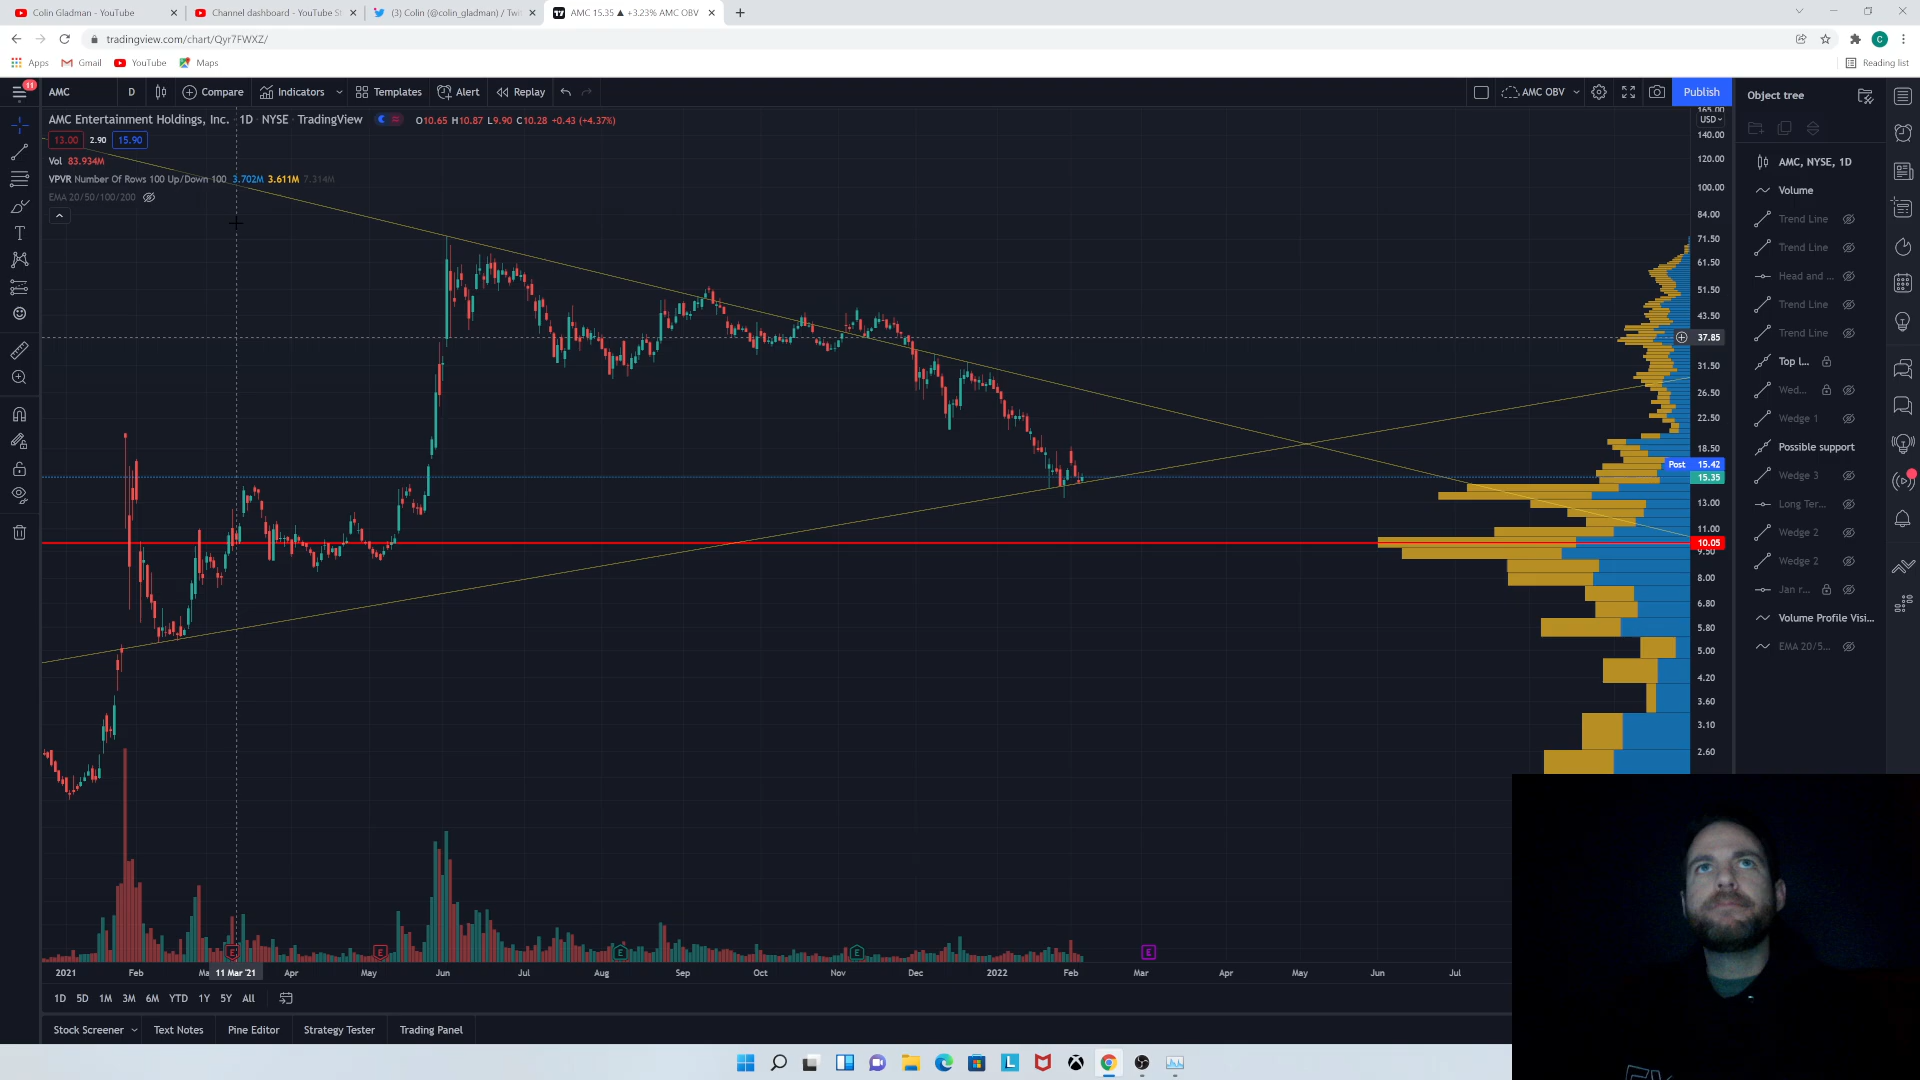 Colin Gladman - YouTube
Channel dashboard - YouTube St
(3) Colin (@colin_gladman) / Twi
AMC 15.35 ▲ +3.23% AMC OBV
tradingview.com/chart/Qyr7FWXZ/
C
Apps
Gmail
YouTube
Maps
Reading list
11
AMC
D
Compare
Indicators
Templates
Alert
Replay
AMC OBV
Publish
Object tree
AMC Entertainment Holdings, Inc. · 1D · NYSE · TradingView
O10.65 H10.87 L9.90 C10.28 +0.43 (+4.37%)
13.00 2.90 15.90
Vol 83.934M
VPVR Number Of Rows 100 Up/Down 100 3.702M 3.611M 7.314M
EMA 20/50/100/200
165.00
USD
140.00
120.00
100.00
84.00
71.50
61.50
51.50
43.50
37.85
31.50
26.50
22.50
18.50
Post 15.42
15.35
13.00
11.00
10.05
9.50
8.00
6.80
5.80
5.00
4.20
3.60
3.10
2.60
AMC, NYSE, 1D
Volume
Trend Line
Trend Line
Head and ...
Trend Line
Trend Line
Top l...
Wed...
Wedge 1
Possible support
Wedge 3
Long Ter...
Wedge 2
Wedge 2
Jan r...
Volume Profile Visi...
EMA 20/5...
E
E
E
E
E
2021
Feb
Ma
11 Mar '21
Apr
May
Jun
Jul
Aug
Sep
Oct
Nov
Dec
2022
Feb
Mar
Apr
May
Jun
Jul
1D
5D
1M
3M
6M
YTD
1Y
5Y
All
Stock Screener
Text Notes
Pine Editor
Strategy Tester
Trading Panel
L